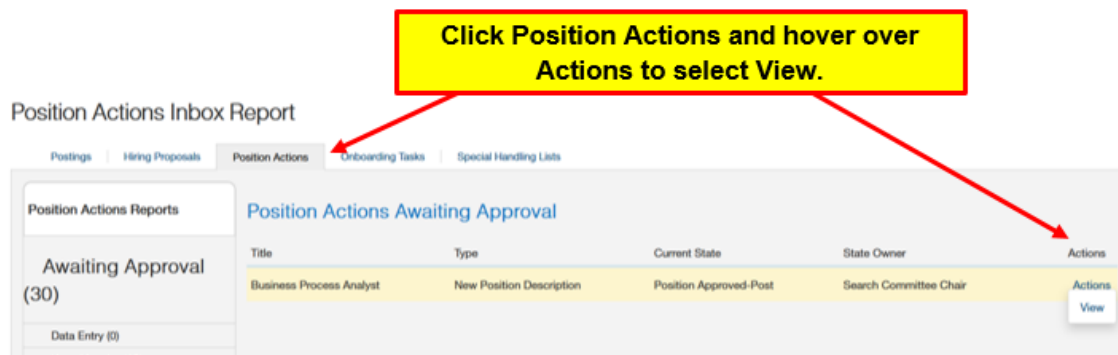 Click Position Actions and hover over
Actions to select View.
Position Actions Inbox Report
Postings Hiring Proposals Position Actions Onboarding Tasks Special Handling Lists
Position Actions Reports
Position Actions Awaiting Approval
Title Type Current State State Owner Actions
Awaiting Approval
(30)
Business Process Analyst New Position Description Position Approved-Post Search Committee Chair Actions
View
Data Entry (0)